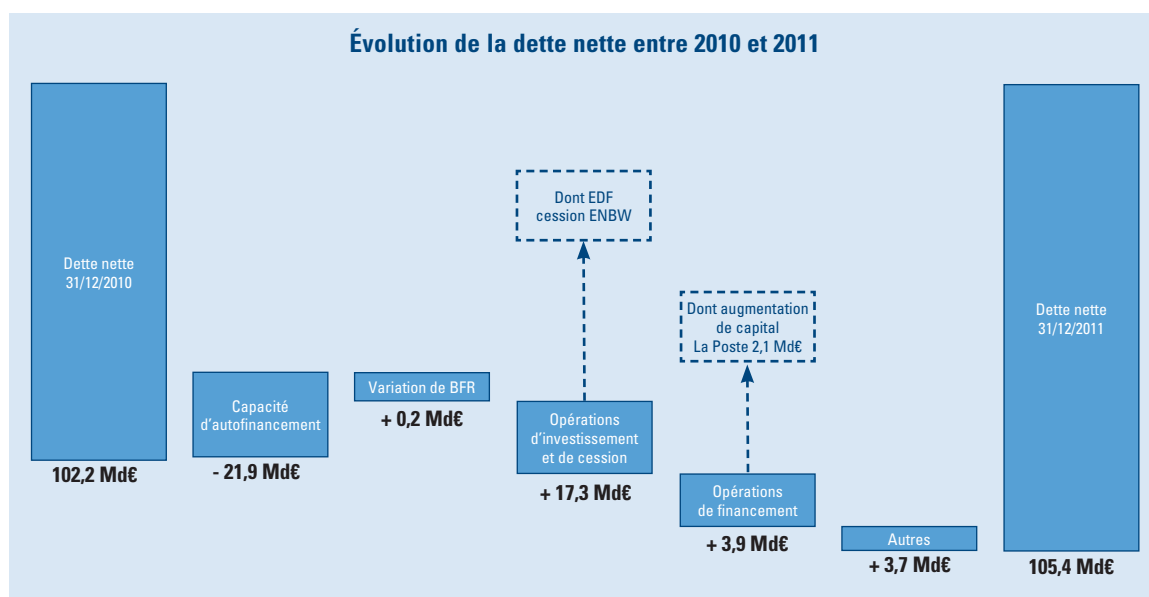 Évolution de la dette nette entre 2010 et 2011
Dette nette
31/12/2010
102,2 Md€
Capacité
d'autofinancement
- 21,9 Md€
Variation de BFR
+ 0,2 Md€
Dont EDF
cession ENBW
Opérations
d'investissement
et de cession
+ 17,3 Md€
Dont augmentation
de capital
La Poste 2,1 Md€
Opérations
de financement
+ 3,9 Md€
Autres
+ 3,7 Md€
Dette nette
31/12/2011
105,4 Md€